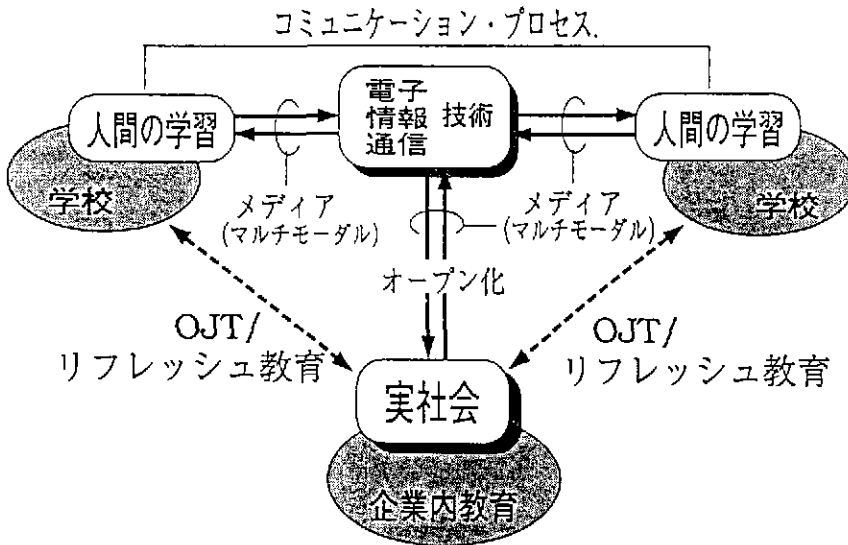 コミュニケーション・プロセス.
人間の学習
電子
情報 技術
通信
人間の学習
学校
メディア
(マルチモーダル)
メディア
(マルチモーダル)
学校
オープン化
OJT/
リフレッシュ教育
OJT/
リフレッシュ教育
実社会
企業内教育